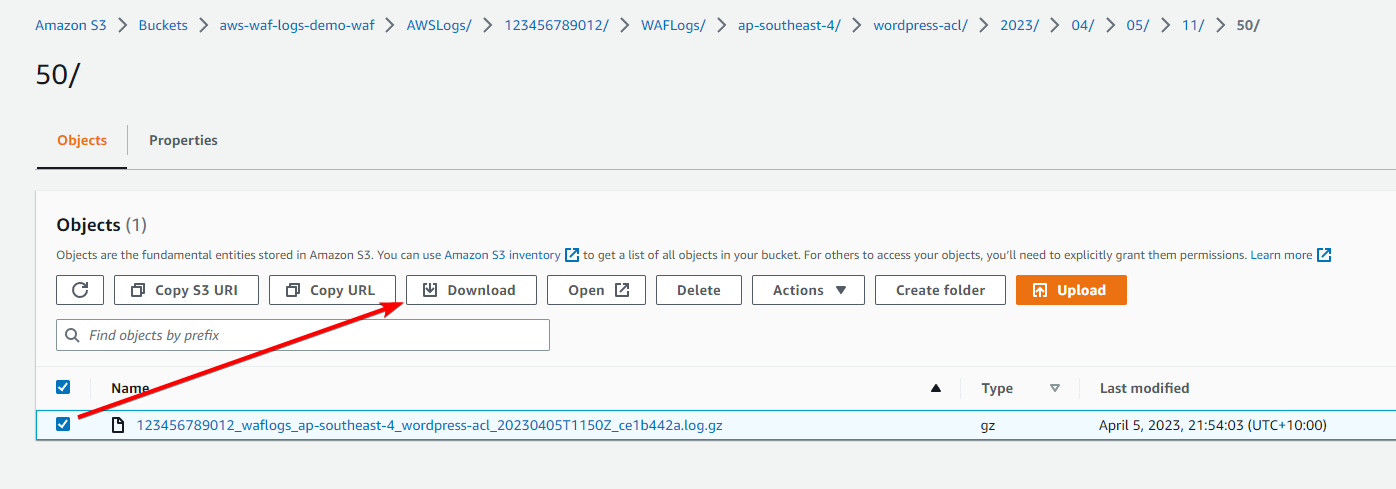 Amazon S3 > Buckets > aws-waf-logs-demo-waf > AWSLogs/ > 123456789012/ > WAFLogs/ > ap-southeast-4/ > wordpress-acl/ > 2023/ > 04/ > 05/ > 11/ > 50/
50/
Objects Properties
Objects (1)
Objects are the fundamental entities stored in Amazon S3. You can use Amazon S3 inventory to get a list of all objects in your bucket. For others to access your objects, you'll need to explicitly grant them permissions. Learn more
Copy S3 URI Copy URL Download Open Delete Actions Create folder Upload
Find objects by prefix
Name Type Last modified
123456789012_waflogs_ap-southeast-4_wordpress-acl_20230405T1150Z_ce1b442a.log.gz gz April 5, 2023, 21:54:03 (UTC+10:00)